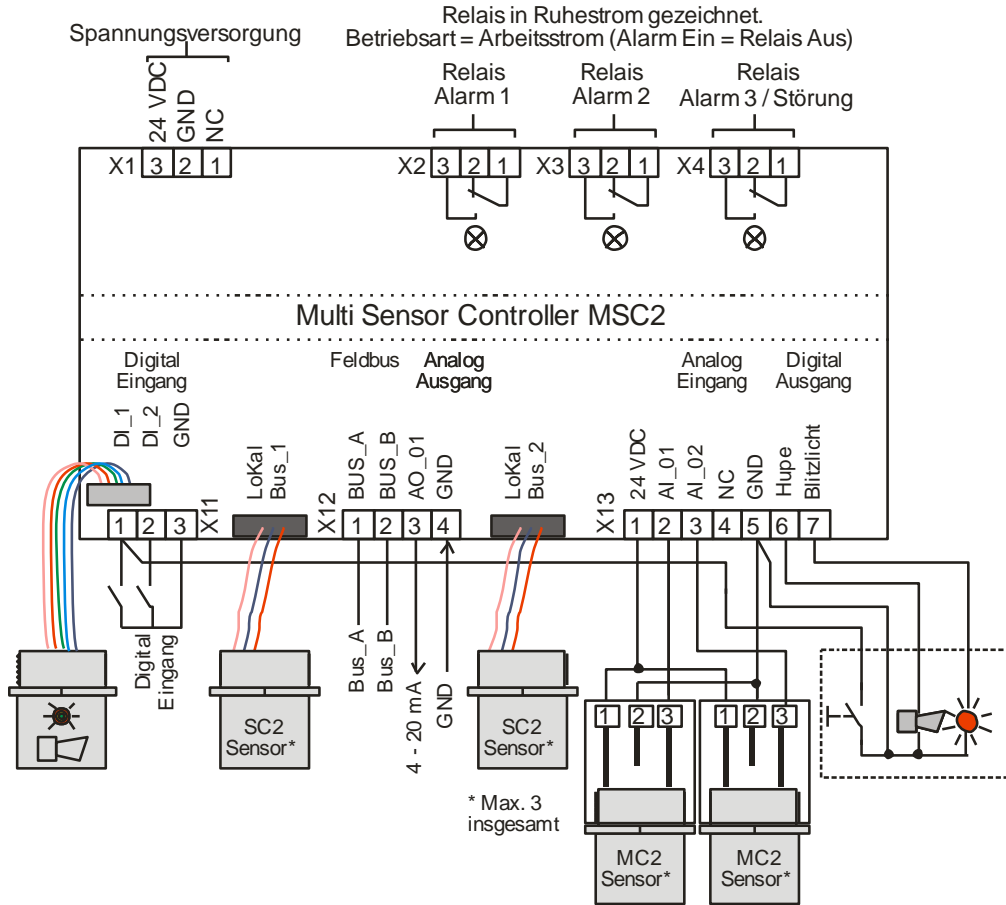 Relais in Ruhestrom gezeichnet.
Betriebsart = Arbeitsstrom (Alarm Ein = Relais Aus)
Spannungsversorgung
24 VDC
GND
NC
Relais
Alarm 1
Relais
Alarm 2
Relais
Alarm 3 / Störung
X1 3 2 1
X2 3 2 1
X3 3 2 1
X4 3 2 1
Multi Sensor Controller MSC2
Digital
Eingang
Feldbus
Analog
Ausgang
Analog
Eingang
Digital
Ausgang
DI_1
DI_2
GND
LoKal
Bus_1
BUS_A
BUS_B
AO_01
GND
LoKal
Bus_2
24 VDC
AI_01
AI_02
NC
GND
Hupe
Blitzlicht
1 2 3 X11
X12 1 2 3 4
X13 1 2 3 4 5 6 7
Digital
Eingang
Bus_A
Bus_B
4 - 20 mA
GND
SC2
Sensor*
SC2
Sensor*
* Max. 3
insgesamt
1 2 3
1 2 3
MC2
Sensor*
MC2
Sensor*